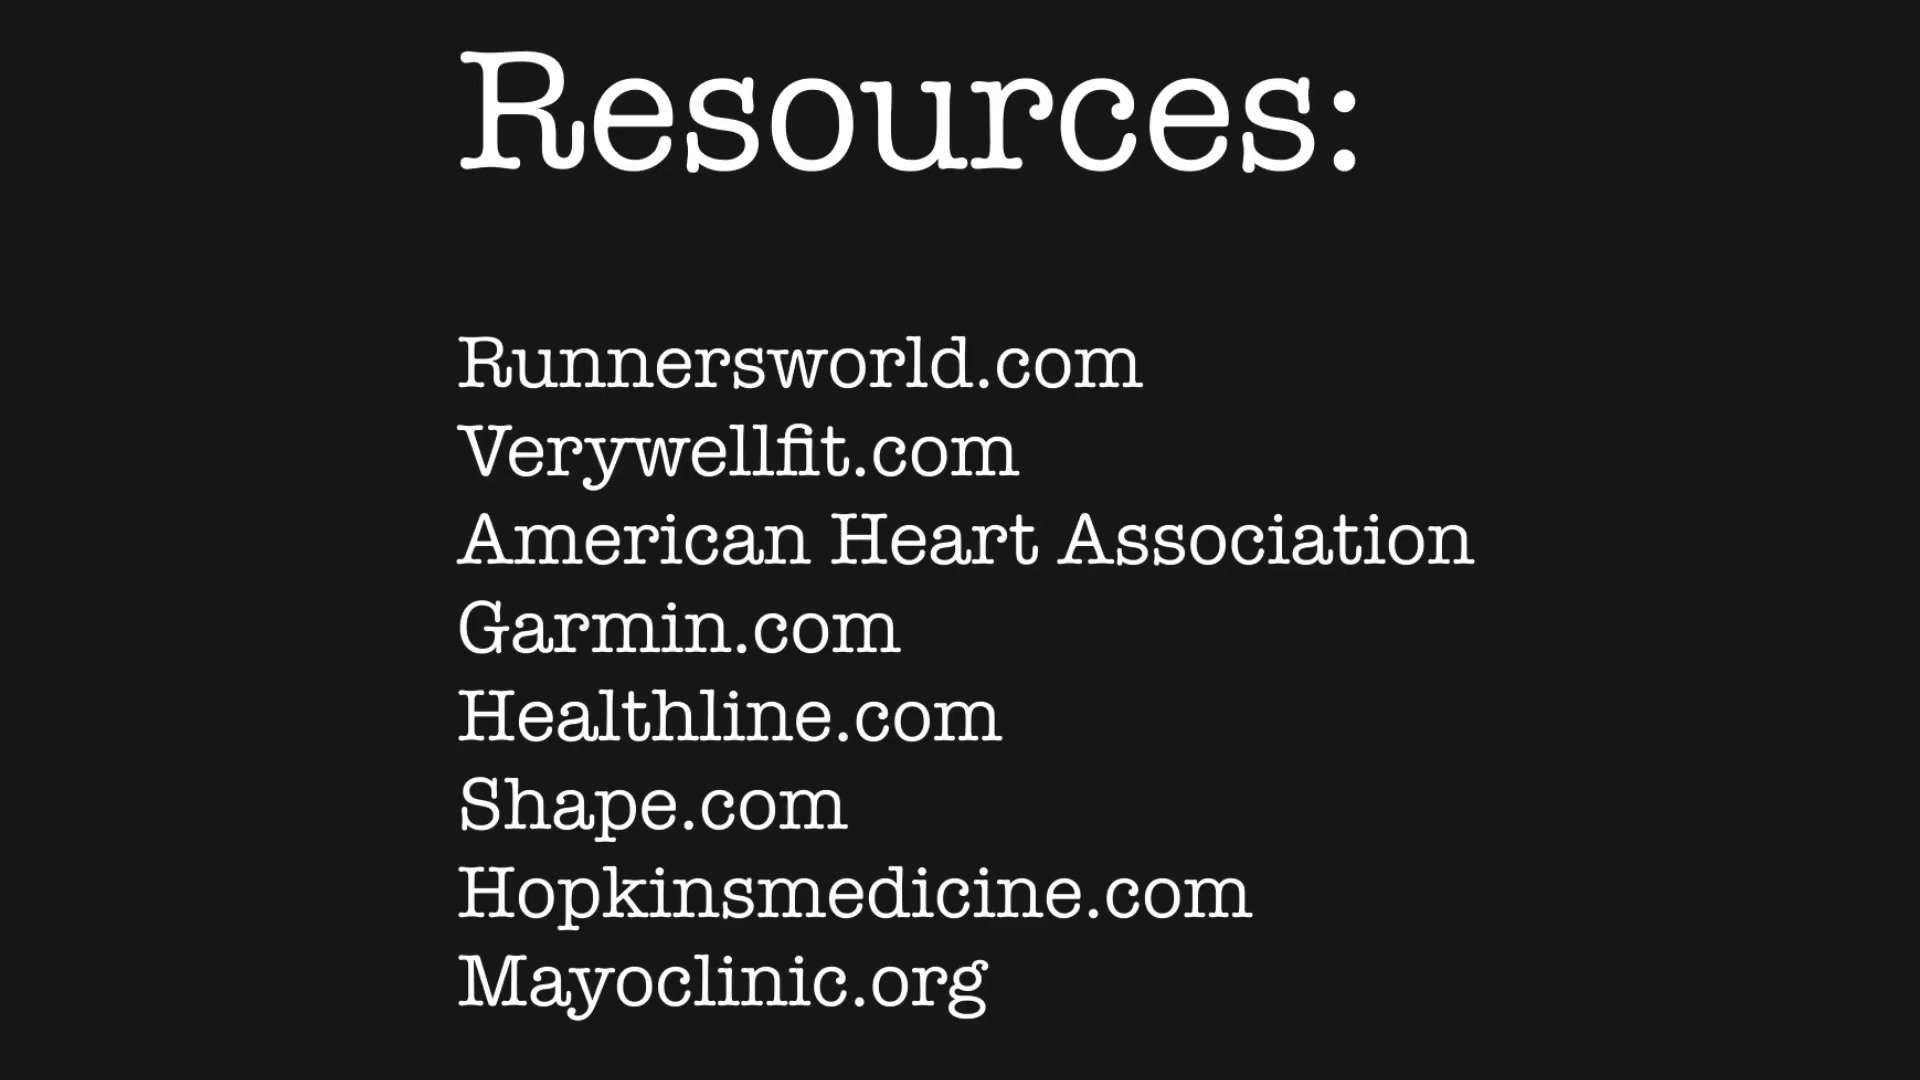 Resources:
Runnersworld.com
Verywellfit.com
American Heart Association
Garmin.com
Healthline.com
Shape.com
Hopkinsmedicine.com
Mayoclinic.org